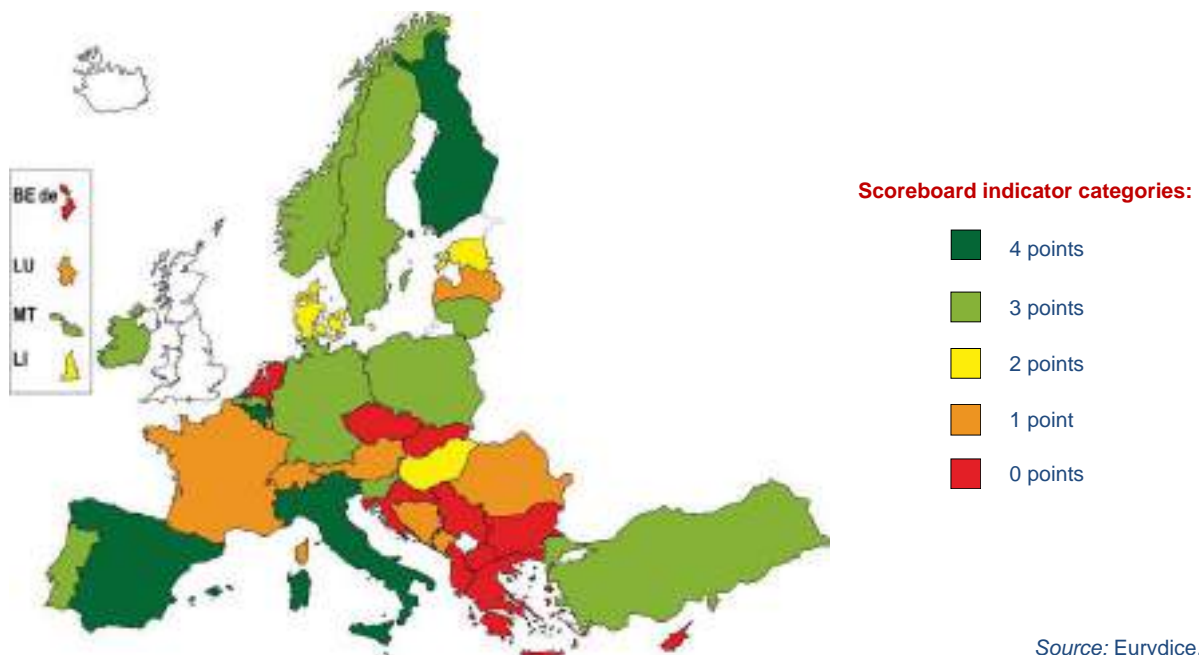 BE de
LU
MT
LI
Scoreboard indicator categories:
4 points
3 points
2 points
1 point
0 points
Source: Eurydice.